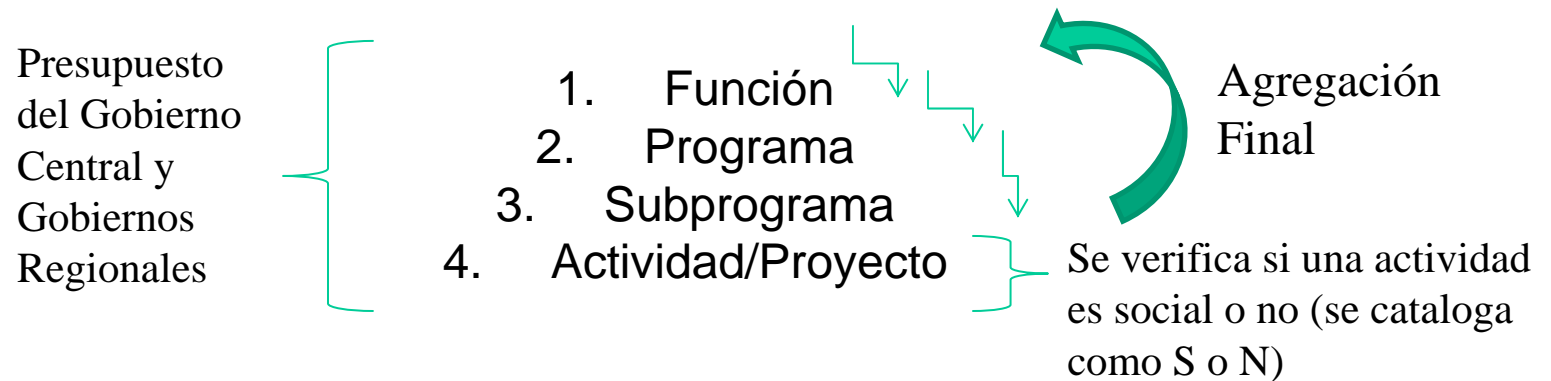 Presupuesto
del Gobierno
Central y
Gobiernos
Regionales
1. Función
2. Programa
3. Subprograma
4. Actividad/Proyecto
Agregación
Final
Se verifica si una actividad
es social o no (se cataloga
como S o N)